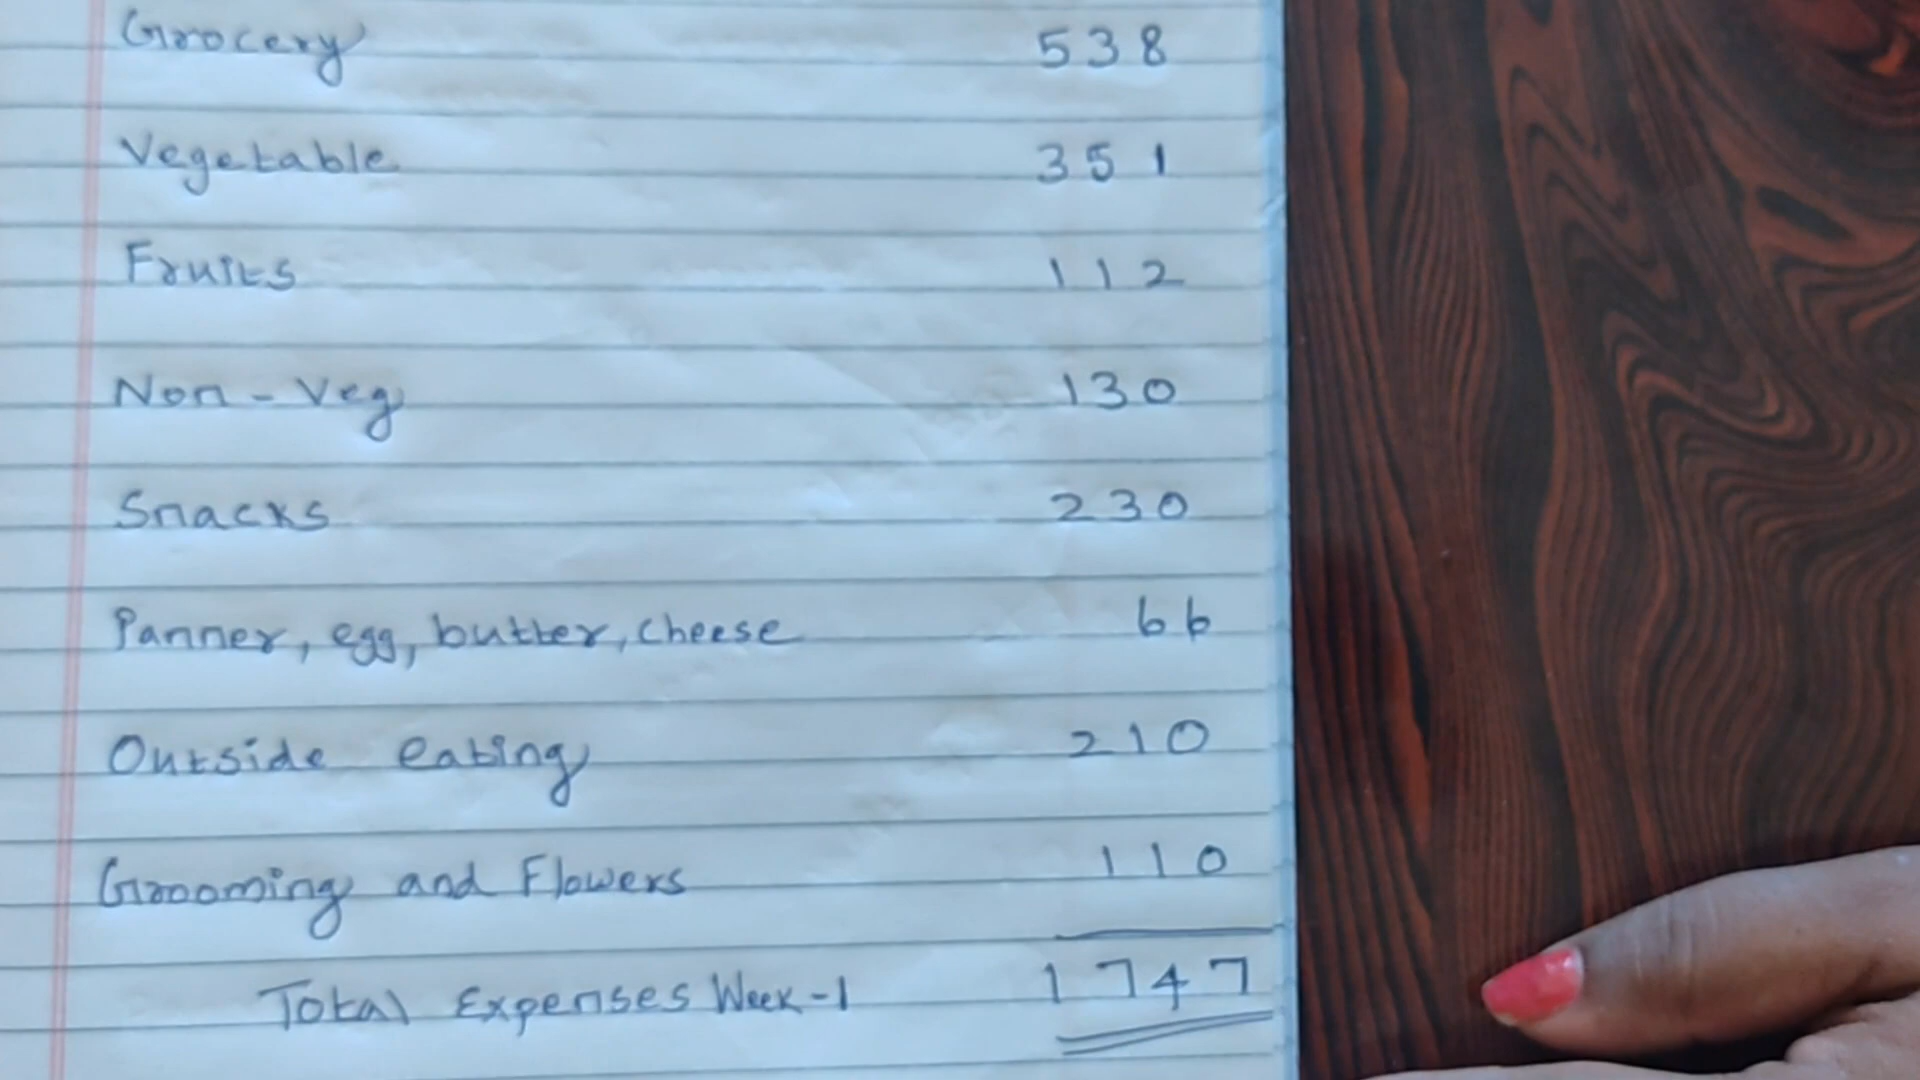 Grocery 538
Vegetable 351
Fruits 112
Non-Veg 130
Snacks 230
Panner, egg, butter, cheese 66
Outside eating 210
Grooming and Flowers 110
Total Expenses Week-1 1747